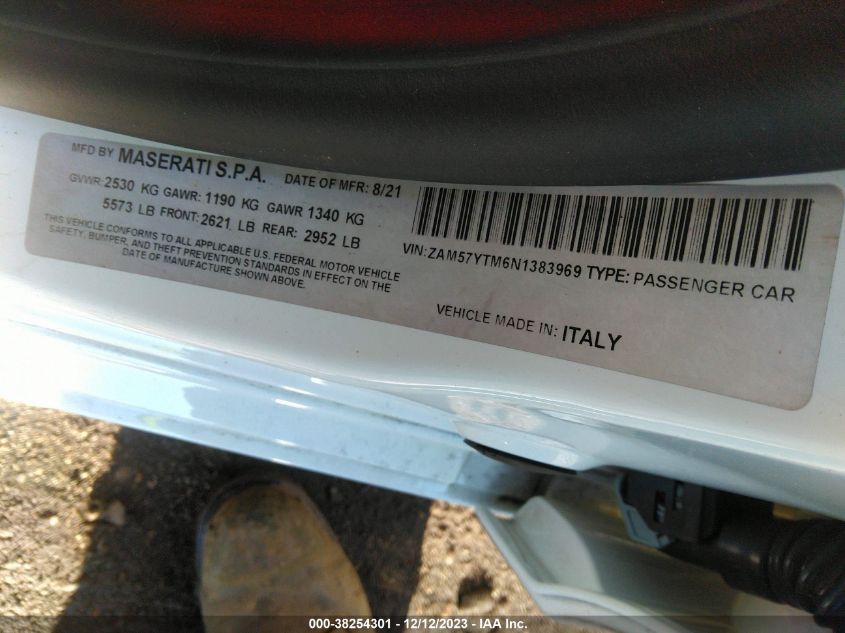 MFD BY MASERATI S.P.A. DATE OF MFR: 8/21
GVWR: 2530 KG GAWR: 1190 KG GAWR 1340 KG
5573 LB FRONT: 2621 LB REAR: 2952 LB
THIS VEHICLE CONFORMS TO ALL APPLICABLE U.S. FEDERAL MOTOR VEHICLE
SAFETY, BUMPER, AND THEFT PREVENTION STANDARDS IN EFFECT ON THE
DATE OF MANUFACTURE SHOWN ABOVE.
VIN: ZAM57YTM6N1383969 TYPE: PASSENGER CAR
VEHICLE MADE IN: ITALY
000-38254301 - 12/12/2023 - IAA Inc.